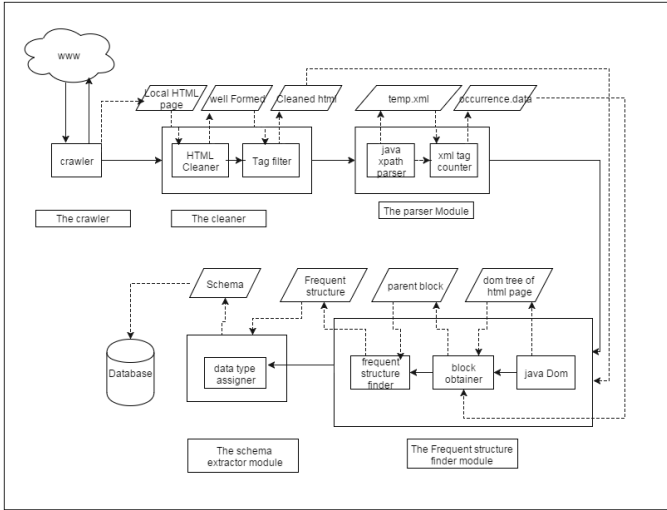 www
Local HTML
page
well Formed
Cleaned html
temp.xml
occurrence.data
crawler
HTML
Cleaner
Tag filter
java
xpath
parser
xml tag
counter
The crawler
The cleaner
The parser Module
Schema
Frequent
structure
parent block
dom tree of
html page
Database
data type
assigner
frequent
structure
finder
block
obtainer
java Dom
The schema
extractor module
The Frequent structure
finder module